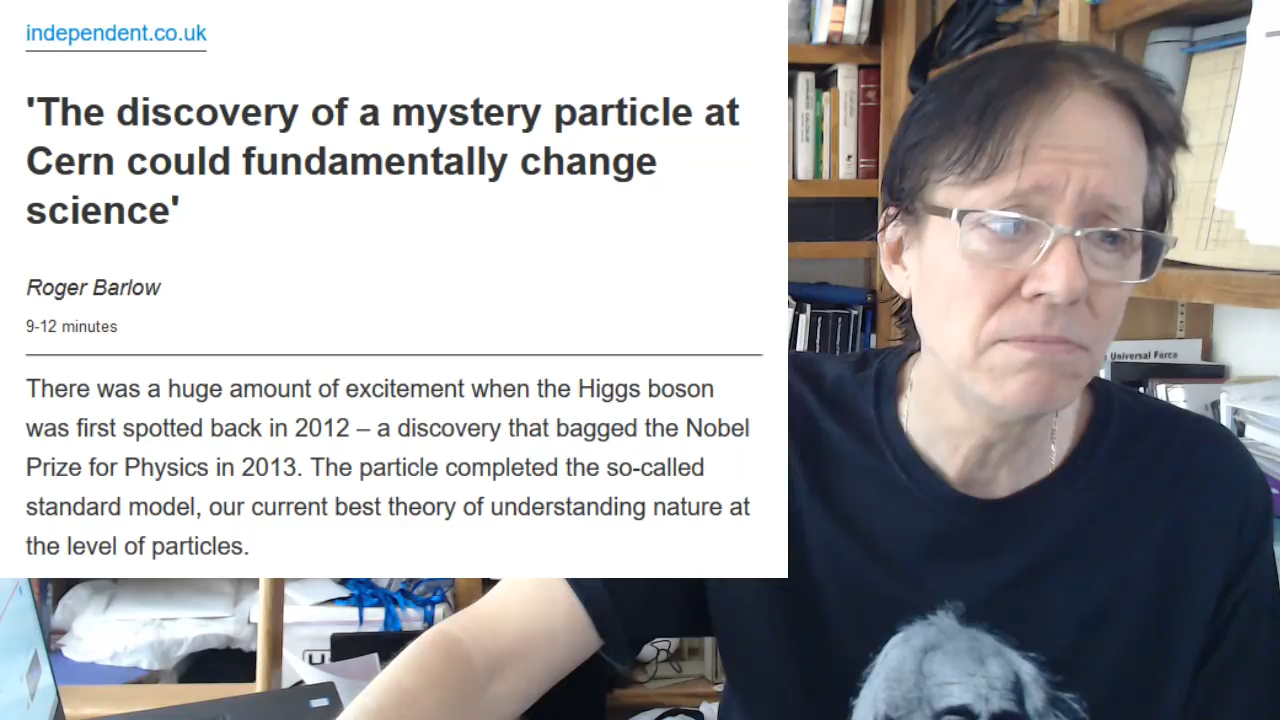 independent.co.uk
'The discovery of a mystery particle at
Cern could fundamentally change
science'
Roger Barlow
9-12 minutes
There was a huge amount of excitement when the Higgs boson
was first spotted back in 2012 – a discovery that bagged the Nobel
Prize for Physics in 2013. The particle completed the so-called
standard model, our current best theory of understanding nature at
the level of particles.
Universal Force